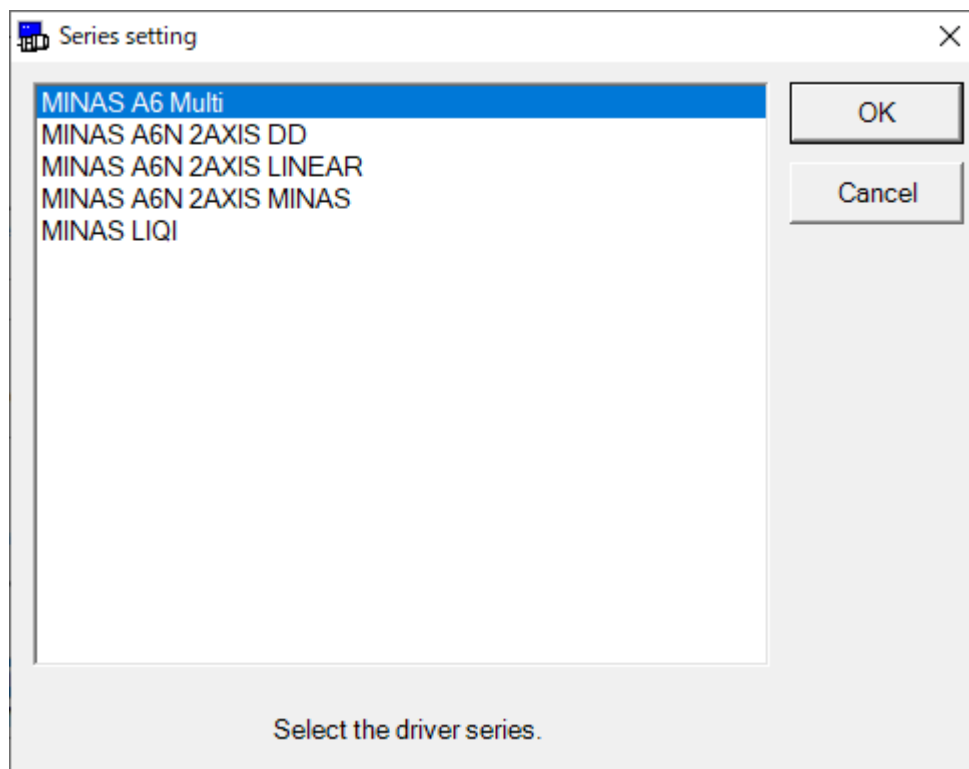 Series setting
MINAS A6 Multi
MINAS A6N 2AXIS DD
MINAS A6N 2AXIS LINEAR
MINAS A6N 2AXIS MINAS
MINAS LIQI
OK
Cancel
Select the driver series.